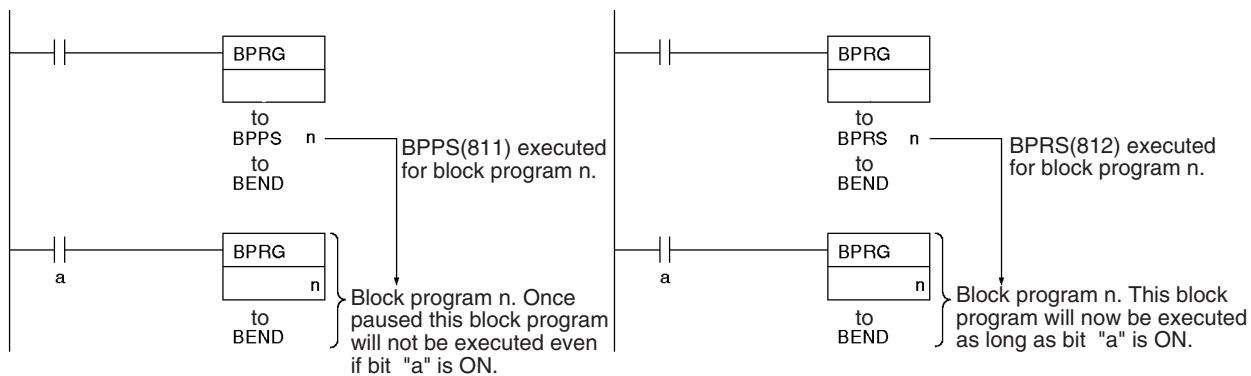 BPRG
to
BPPS n
to
BEND
BPPS(811) executed
for block program n.
a
BPRG
n
to
BEND
Block program n. Once
paused this block program
will not be executed even
if bit "a" is ON.
BPRG
to
BPRS n
to
BEND
BPRS(812) executed
for block program n.
a
BPRG
n
to
BEND
Block program n. This block
program will now be executed
as long as bit "a" is ON.